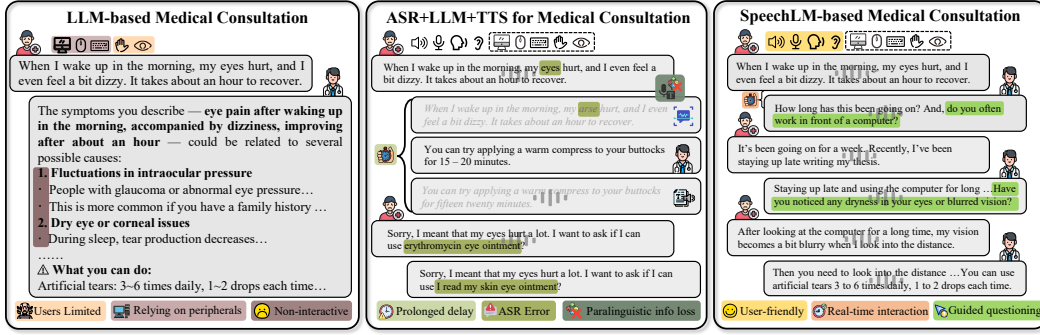 LLM-based Medical Consultation
When I wake up in the morning, my eyes hurt, and I
even feel a bit dizzy. It takes about an hour to recover.
The symptoms you describe — eye pain after waking up
in the morning, accompanied by dizziness, improving
after about an hour — could be related to several
possible causes:
1. Fluctuations in intraocular pressure
· People with glaucoma or abnormal eye pressure…
· This is more common if you have a family history …
2. Dry eye or corneal issues
· During sleep, tear production decreases…
……
⚠ What you can do:
Artificial tears: 3~6 times daily, 1~2 drops each time…
Users Limited
Relying on peripherals
Non-interactive
ASR+LLM+TTS for Medical Consultation
When I wake up in the morning, my eyes hurt, and I even feel a
bit dizzy. It takes about an hour to recover.
When I wake up in the morning, my arse hurt, and I even
feel a bit dizzy. It takes about an hour to recover.
You can try applying a warm compress to your buttocks
for 15 – 20 minutes.
You can try applying a warm compress to your buttocks
for fifteen twenty minutes.
Sorry, I meant that my eyes hurt a lot. I want to ask if I can
use erythromycin eye ointment?
Sorry, I meant that my eyes hurt a lot. I want to ask if I can
use I read my skin eye ointment?
Prolonged delay
ASR Error
Paralinguistic info loss
SpeechLM-based Medical Consultation
When I wake up in the morning, my eyes hurt, and I
even feel a bit dizzy. It takes about an hour to recover.
How long has this been going on? And, do you often
work in front of a computer?
It's been going on for a week. Recently, I've been
staying up late writing my thesis.
Staying up late and using the computer for long …Have
you noticed any dryness in your eyes or blurred vision?
After looking at the computer for a long time, my vision
becomes a bit blurry when I look into the distance.
Then you need to look into the distance …You can use
artificial tears 3 to 6 times daily, 1 to 2 drops each time.
User-friendly
Real-time interaction
Guided questioning